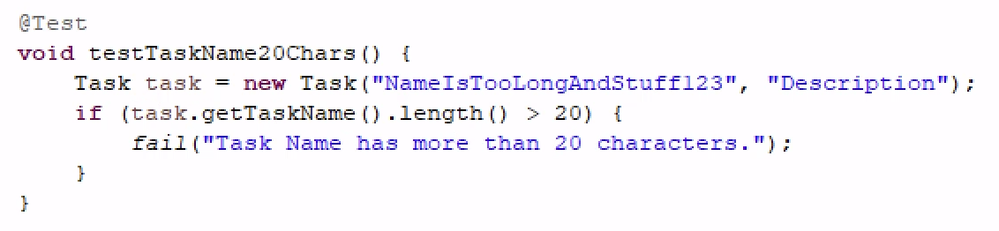 @Test
void testTaskName20Chars() {
    Task task = new Task("NameIsTooLongAndStuff123", "Description");
    if (task.getTaskName().length() > 20) {
        fail("Task Name has more than 20 characters.");
    }
}